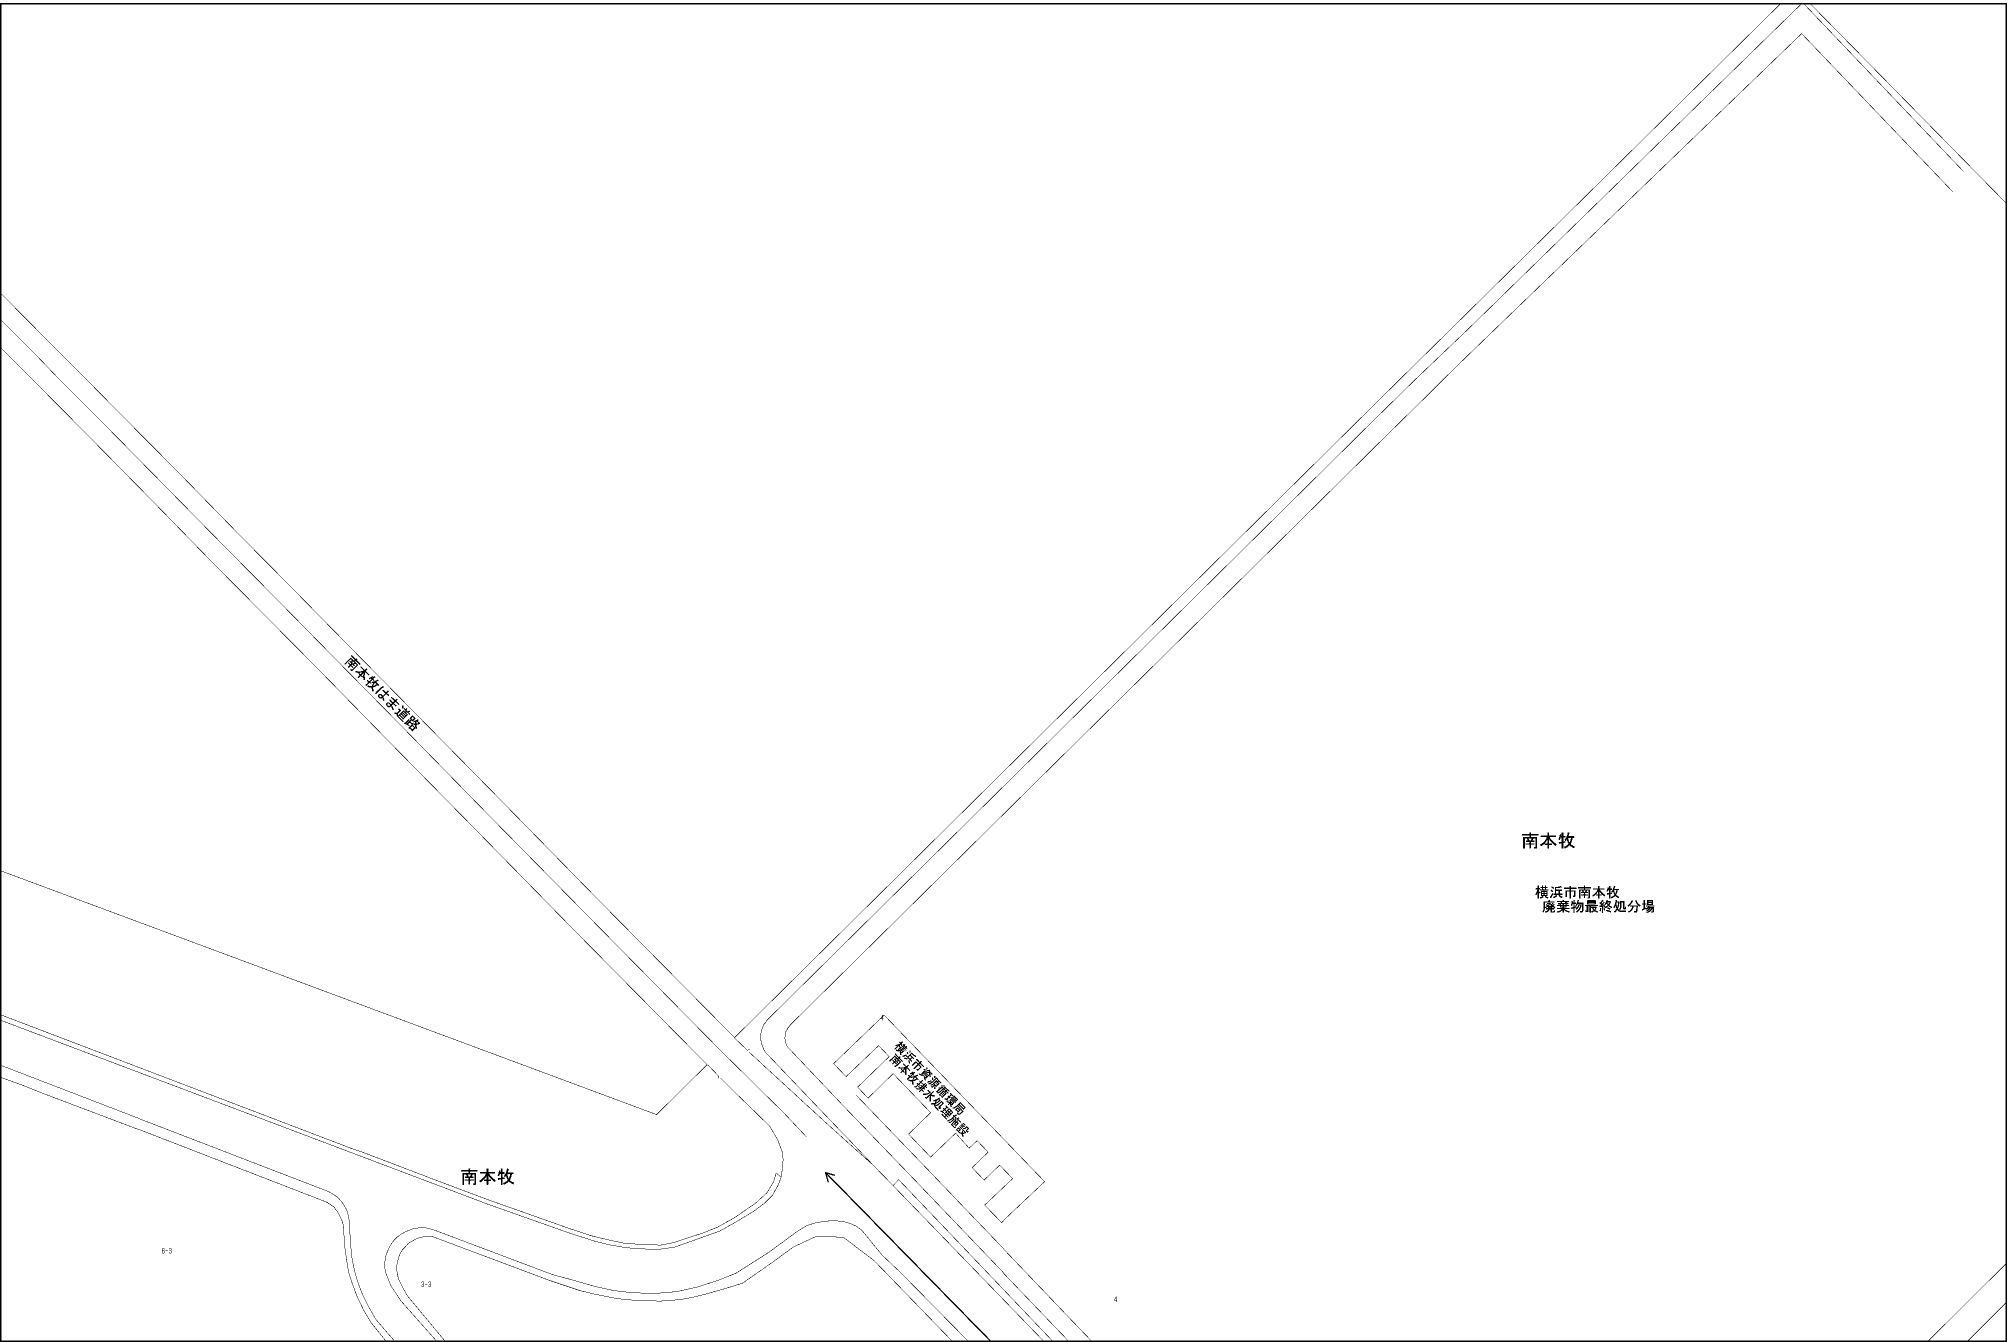 南本牧はま道路
南本牧
横浜市南本牧
廃棄物最終処分場
横浜市資源循環局
南本牧排水処理施設
南本牧
6-3
3-3
4